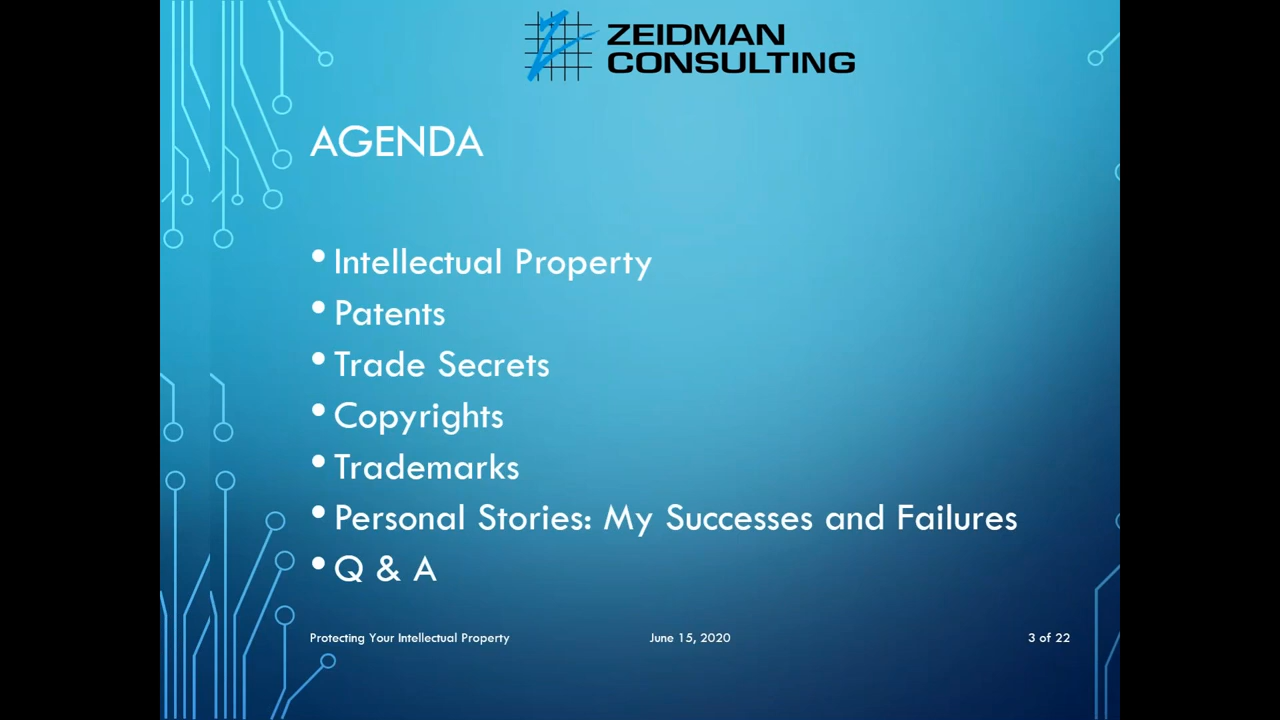 ZEIDMAN
CONSULTING
AGENDA
• Intellectual Property
• Patents
• Trade Secrets
• Copyrights
• Trademarks
• Personal Stories: My Successes and Failures
• Q & A
Protecting Your Intellectual Property
June 15, 2020
3 of 22